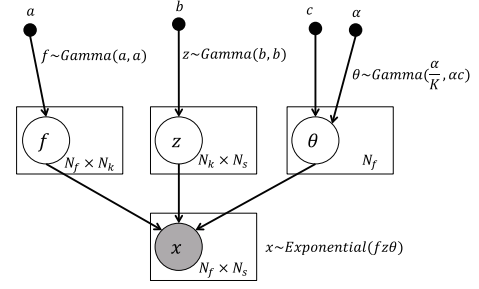 a
b
c
α
f~Gamma(a, a)
z~Gamma(b, b)
θ~Gamma(α/K, αc)
f
N_f × N_k
z
N_k × N_s
θ
N_f
x
N_f × N_s
x~Exponential(fzθ)